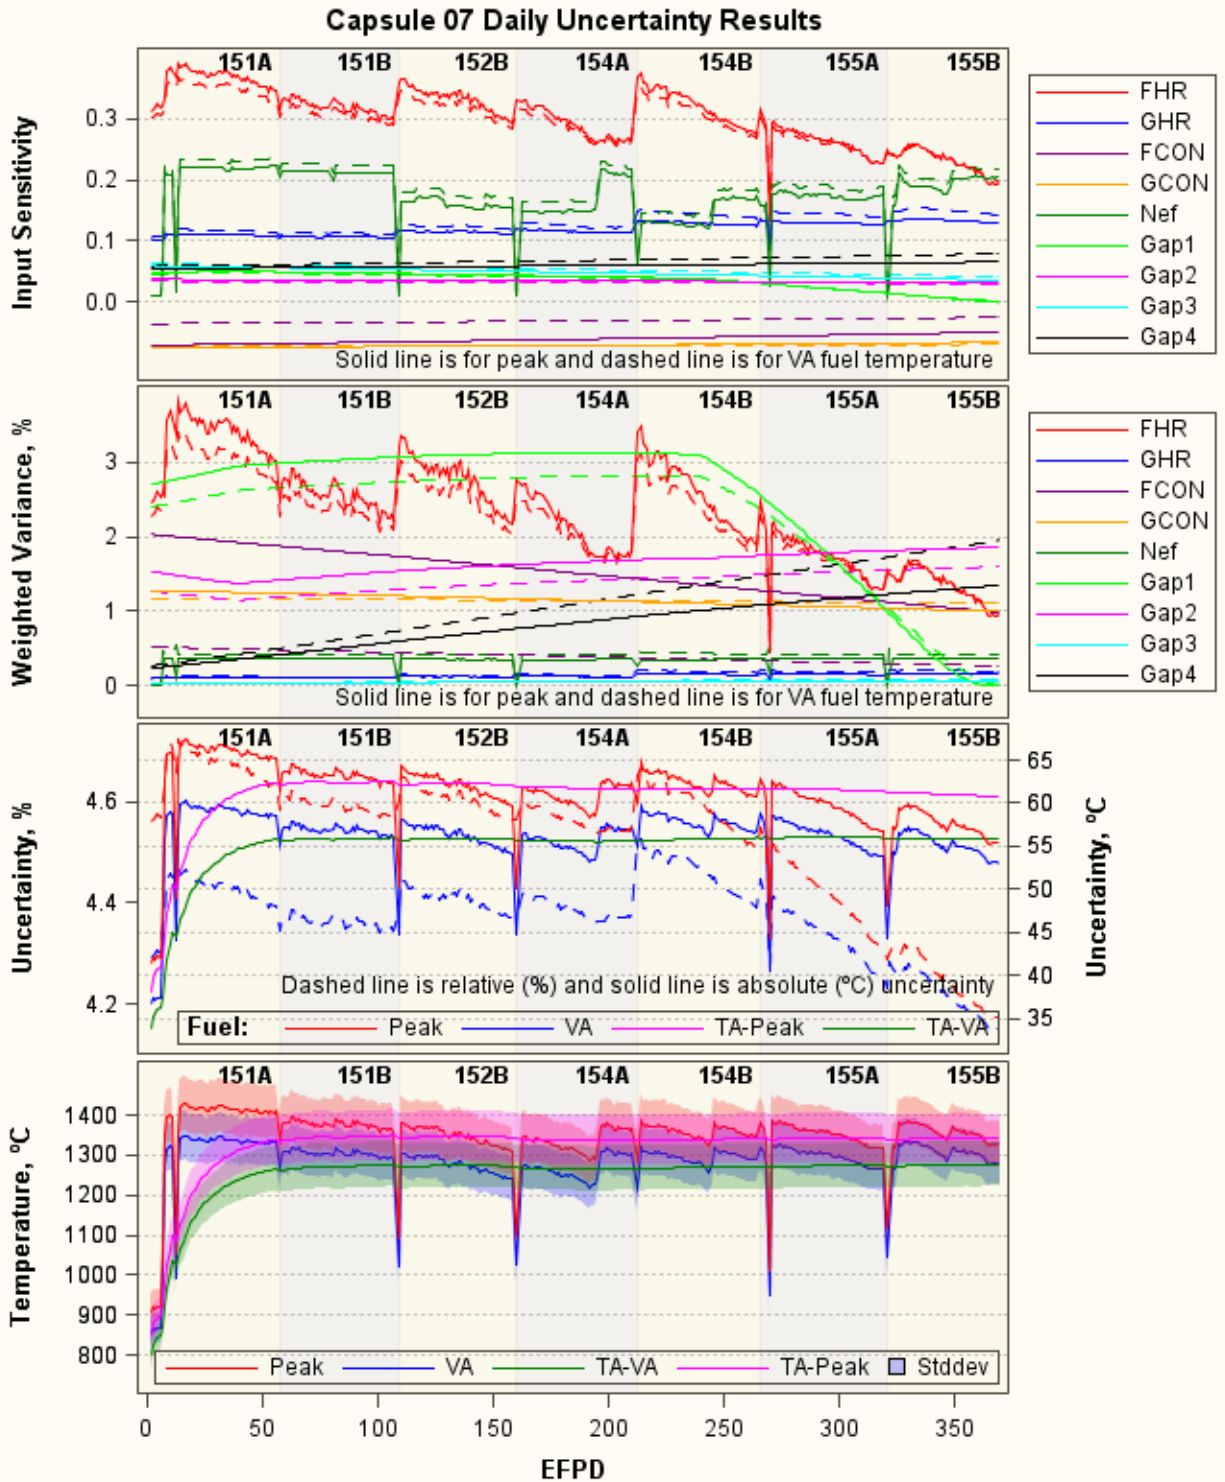 Capsule 07 Daily Uncertainty Results
151A 151B 152B 154A 154B 155A 155B
Input Sensitivity
0.3
0.2
0.1
0.0
Solid line is for peak and dashed line is for VA fuel temperature
FHR
GHR
FCON
GCON
Nef
Gap1
Gap2
Gap3
Gap4
151A 151B 152B 154A 154B 155A 155B
Weighted Variance, %
3
2
1
0
Solid line is for peak and dashed line is for VA fuel temperature
FHR
GHR
FCON
GCON
Nef
Gap1
Gap2
Gap3
Gap4
151A 151B 152B 154A 154B 155A 155B
Uncertainty, %
4.6
4.4
4.2
65
60
55
50
45
40
35
Uncertainty, ºC
Dashed line is relative (%) and solid line is absolute (ºC) uncertainty
Fuel: Peak VA TA-Peak TA-VA
151A 151B 152B 154A 154B 155A 155B
Temperature, ºC
1400
1300
1200
1100
1000
900
800
Peak VA TA-VA TA-Peak Stddev
0 50 100 150 200 250 300 350
EFPD